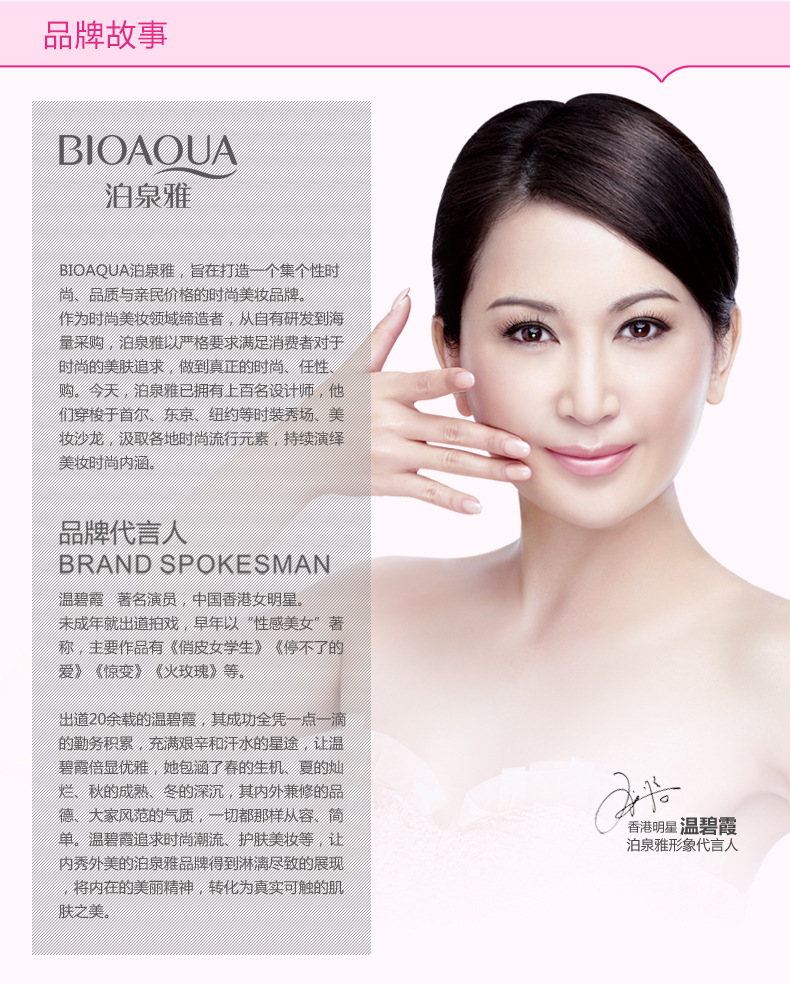 品牌故事
BIOAQUA
泊泉雅
BIOAQUA泊泉雅，旨在打造一个集个性时
尚、品质与亲民价格的时尚美妆品牌。
作为时尚美妆领域缔造者，从自有研发到海
量采购，泊泉雅以严格要求满足消费者对于
时尚的美肤追求，做到真正的时尚、任性、
购。今天，泊泉雅已拥有上百名设计师，他
们穿梭于首尔、东京、纽约等时装秀场、美
妆沙龙，汲取各地时尚流行元素，持续演绎
美妆时尚内涵。
品牌代言人
BRAND SPOKESMAN
温碧霞 著名演员，中国香港女明星。
未成年就出道拍戏，早年以“性感美女”著
称，主要作品有《俏皮女学生》《停不了的
爱》《惊变》《火玫瑰》等。
出道20余载的温碧霞，其成功全凭一点一滴
的勤务积累，充满艰辛和汗水的星途，让温
碧霞倍显优雅，她包涵了春的生机、夏的灿
烂、秋的成熟、冬的深沉，其内外兼修的品
德、大家风范的气质，一切都那样从容、简
单。温碧霞追求时尚潮流、护肤美妆等，让
内秀外美的泊泉雅品牌得到淋漓尽致的展现
，将内在的美丽精神，转化为真实可触的肌
肤之美。
香港明星 温碧霞
泊泉雅形象代言人